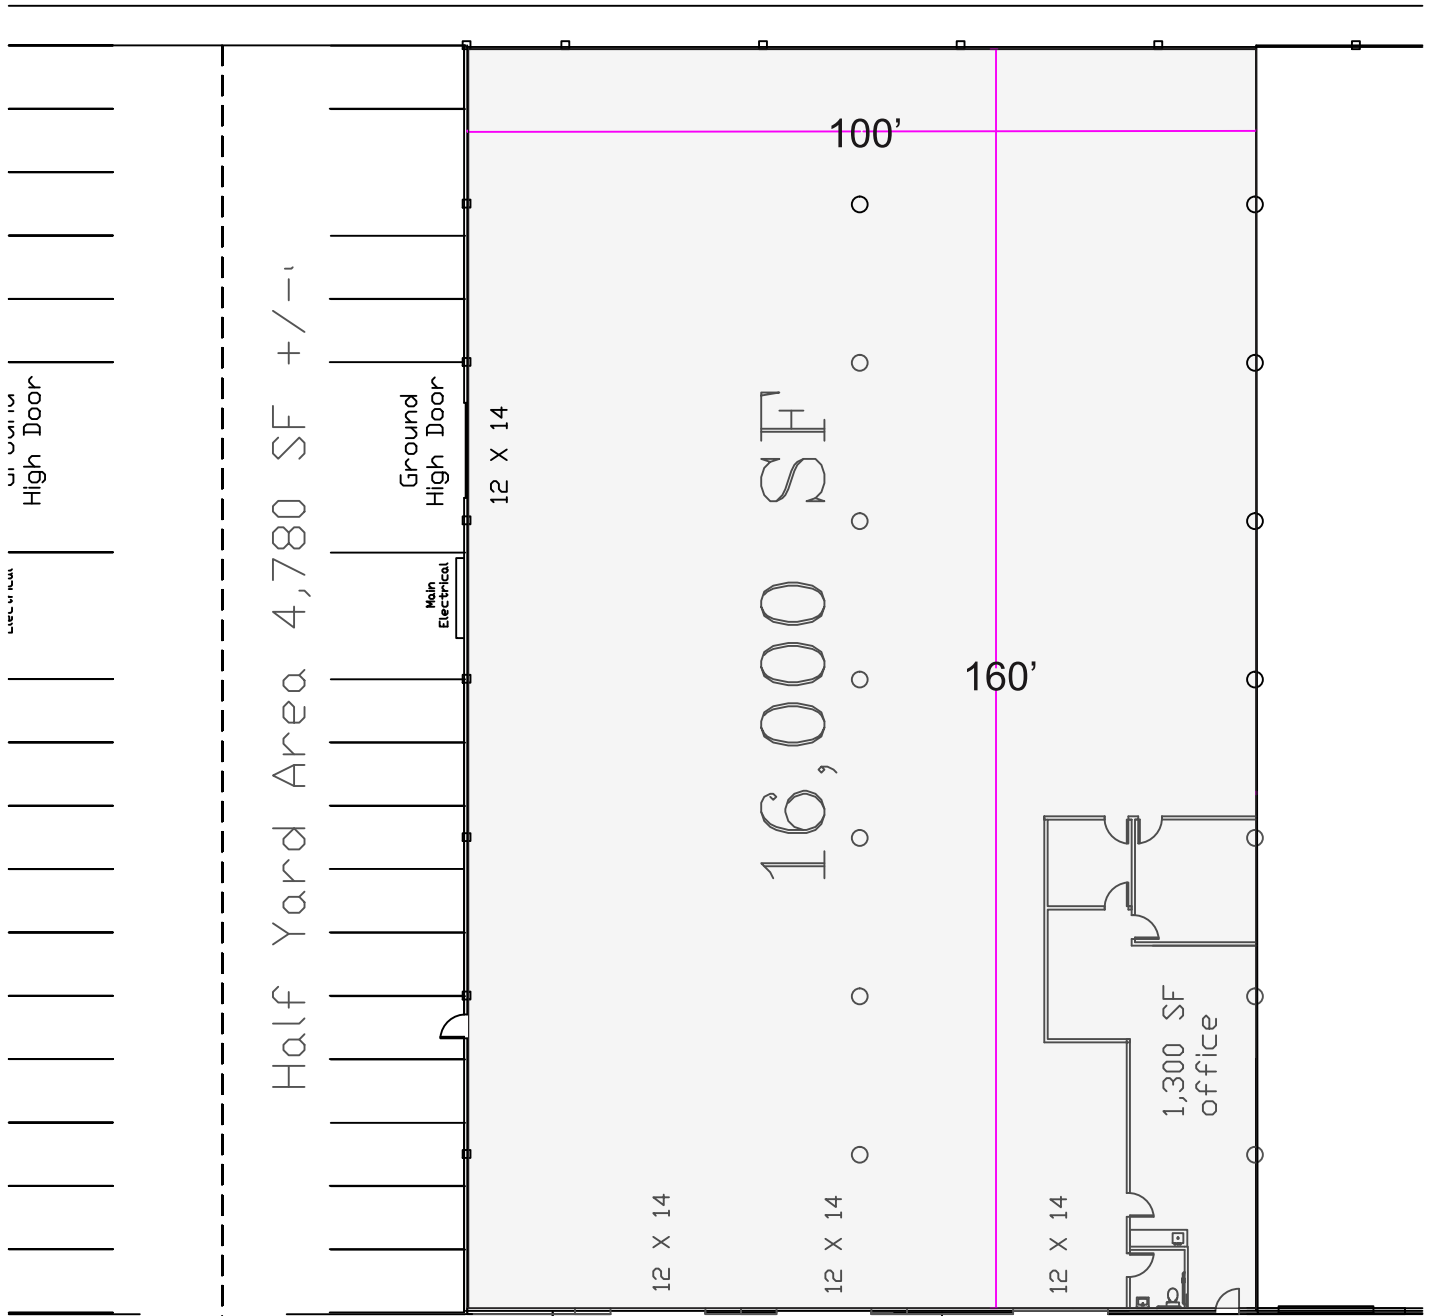 100'
Half Yard Area 4,780 SF +/-
High Door
Ground
High Door
12 X 14
Main
Electrical
16,000 SF
160'
1,300 SF
office
12 X 14
12 X 14
12 X 14